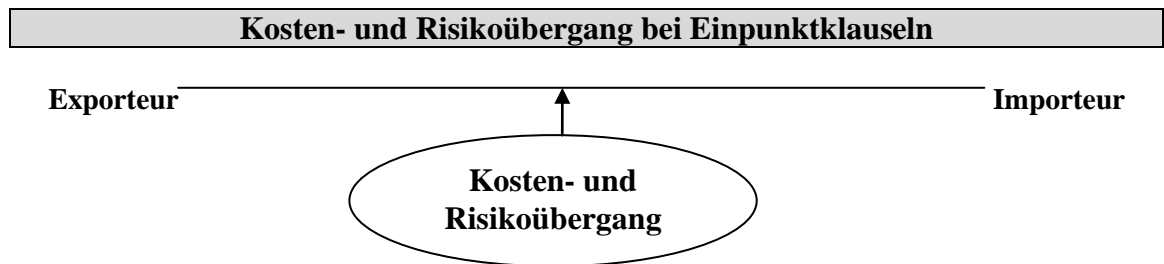 Kosten- und Risikoübergang bei Einpunktklauseln
Exporteur Importeur
Kosten- und
Risikoübergang